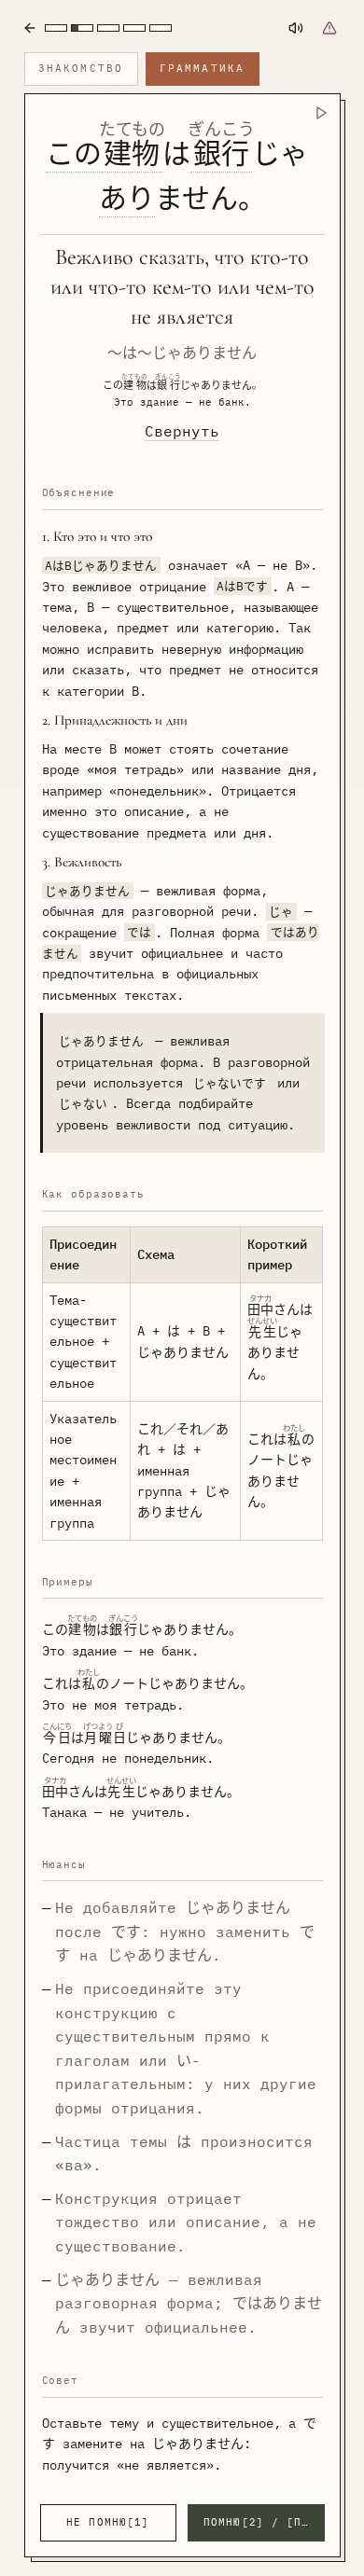 ЗНАКОМСТВО
ГРАММАТИКА
たてもの ぎんこう
この建物は銀行じゃ
ありません。
Вежливо сказать, что кто-то
или что-то кем-то или чем-то
не является
〜は〜じゃありません
たてもの ぎんこう
この建物は銀行じゃありません。
Это здание — не банк.
Свернуть
Объяснение
1. Кто это и что это
AはBじゃありません означает «A — не B».
Это вежливое отрицание AはBです. A —
тема, B — существительное, называющее
человека, предмет или категорию. Так
можно исправить неверную информацию
или сказать, что предмет не относится
к категории B.
2. Принадлежность и дни
На месте B может стоять сочетание
вроде «моя тетрадь» или название дня,
например «понедельник». Отрицается
именно это описание, а не
существование предмета или дня.
3. Вежливость
じゃありません — вежливая форма,
обычная для разговорной речи. じゃ —
сокращение では. Полная форма ではあり
ません звучит официальнее и часто
предпочтительна в официальных
письменных текстах.
じゃありません — вежливая
отрицательная форма. В разговорной
речи используется じゃないです или
じゃない. Всегда подбирайте
уровень вежливости под ситуацию.
Как образовать
Присоедин
ение
Схема
Короткий
пример
Тема-
существит
ельное +
существит
ельное
A + は + B +
じゃありません
タナカ
田中さんは
せんせい
先生じゃ
ありませ
ん。
Указатель
ное
местоимен
ие +
именная
группа
これ／それ／あ
れ + は +
именная
группа + じゃ
ありません
わたし
これは私の
ノートじゃ
ありませ
ん。
Примеры
たてもの ぎんこう
この建物は銀行じゃありません。
Это здание — не банк.
わたし
これは私のノートじゃありません。
Это не моя тетрадь.
こんにち げつよう び
今日は月曜日じゃありません。
Сегодня не понедельник.
タナカ せんせい
田中さんは先生じゃありません。
Танака — не учитель.
Нюансы
— Не добавляйте じゃありません
после です: нужно заменить で
す на じゃありません.
— Не присоединяйте эту
конструкцию с
существительным прямо к
глаголам или い-
прилагательным: у них другие
формы отрицания.
— Частица темы は произносится
«ва».
— Конструкция отрицает
тождество или описание, а не
существование.
— じゃありません — вежливая
разговорная форма; ではありませ
ん звучит официальнее.
Совет
Оставьте тему и существительное, а で
す замените на じゃありません:
получится «не является».
НЕ ПОМНЮ[1]
ПОМНЮ[2] / [П…